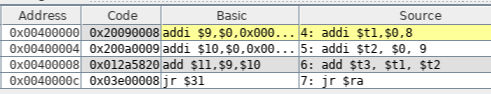 Address Code Basic Source
0x00400000 0x20090008 addi $9,$0,0x000... 4: addi $t1,$0,8
0x00400004 0x200a0009 addi $10,$0,0x00... 5: addi $t2, $0, 9
0x00400008 0x012a5820 add $11,$9,$10 6: add $t3, $t1, $t2
0x0040000c 0x03e00008 jr $31 7: jr $ra